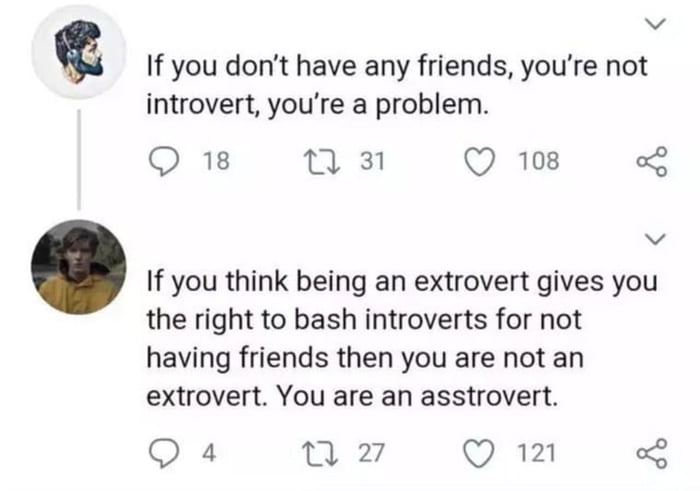 If you don't have any friends, you're not
introvert, you're a problem.
18 31 108
If you think being an extrovert gives you
the right to bash introverts for not
having friends then you are not an
extrovert. You are an asstrovert.
4 27 121